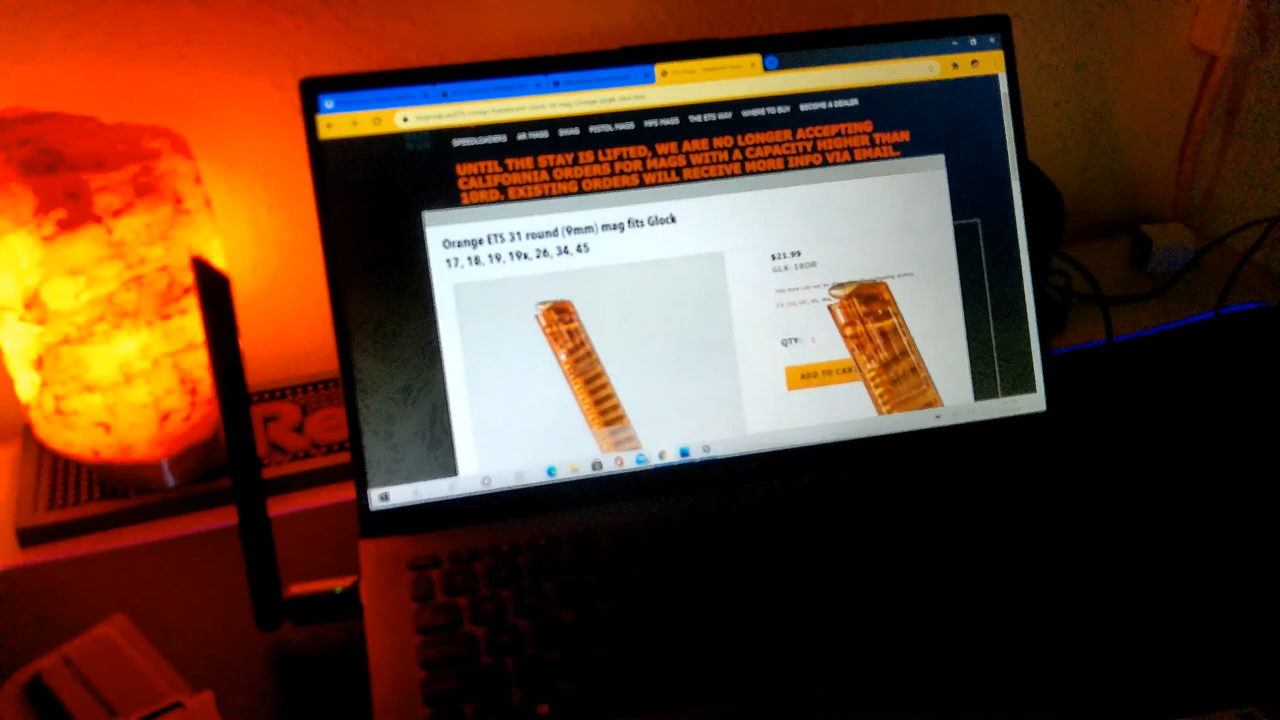 SPEEDLOADERS AR MAGS SWAG PISTOL MAGS MP5 MAGS THE ETS WAY WHERE TO BUY BECOME A DEALER
UNTIL THE STAY IS LIFTED, WE ARE NO LONGER ACCEPTING
CALIFORNIA ORDERS FOR MAGS WITH A CAPACITY HIGHER THAN
10RD, EXISTING ORDERS WILL RECEIVE MORE INFO VIA EMAIL.
Orange ETS 31 round (9mm) mag fits Glock
17, 18, 19, 19x, 26, 34, 45
$21.99
GLK-18OR
QTY: 1
ADD TO CART
Re